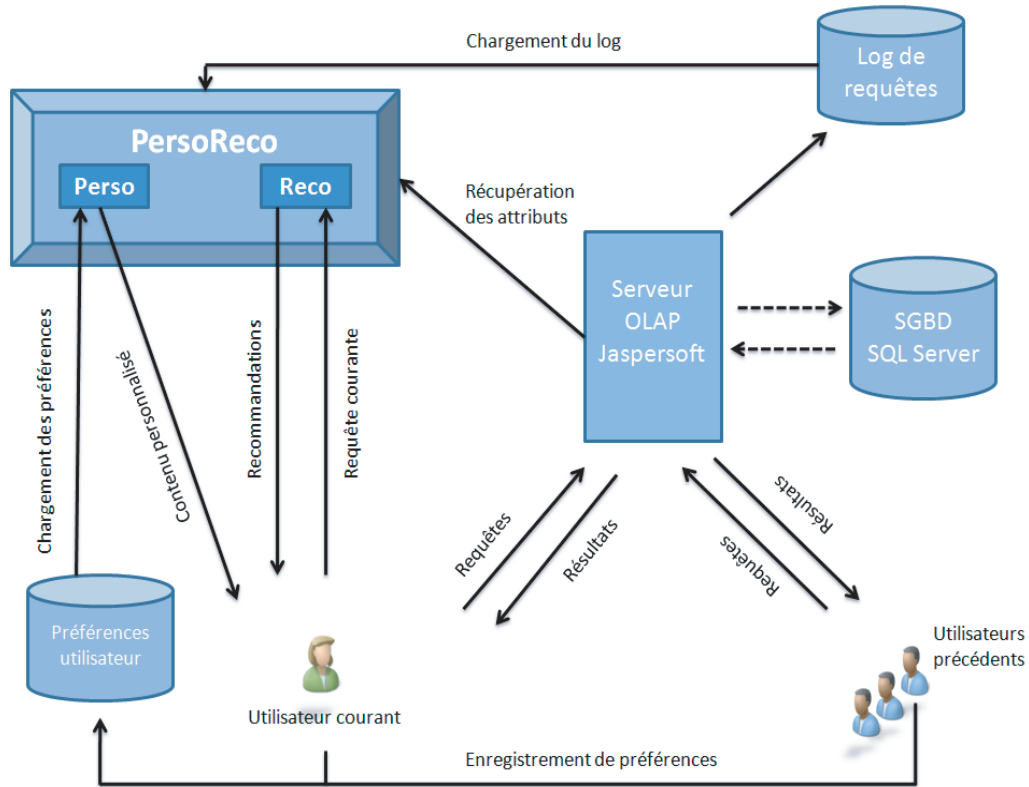 Chargement du log
Log de
requêtes
PersoReco
Perso
Reco
Récupération
des attributs
Serveur
OLAP
Jaspersoft
SGBD
SQL Server
Chargement des préférences
Contenu personnalisé
Recommandations
Requête courante
Requêtes
Résultats
Résultats
Requêtes
Préférences
utilisateur
Utilisateur courant
Utilisateurs
précédents
Enregistrement de préférences